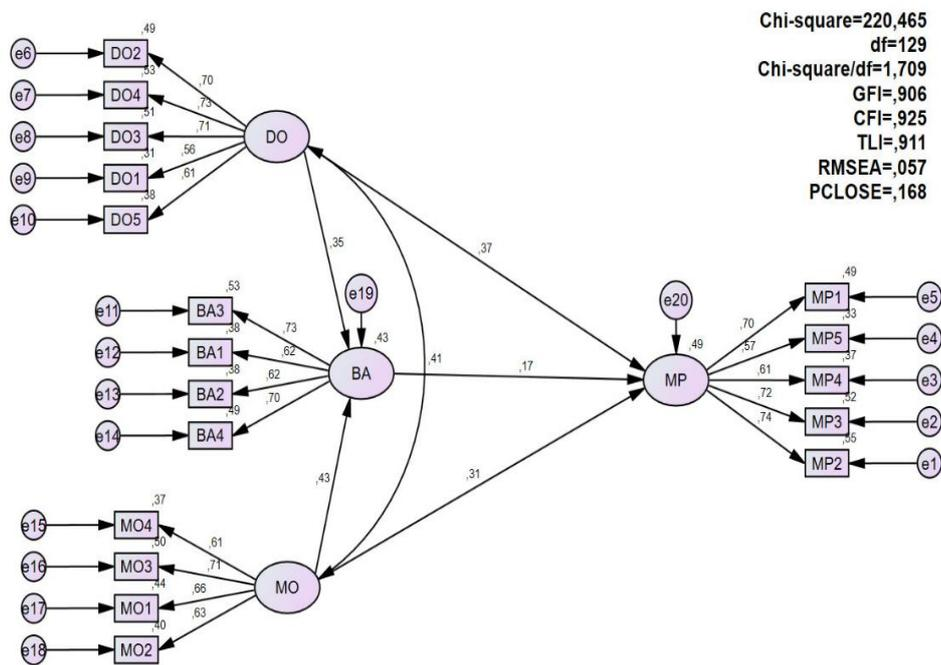 Chi-square=220,465
df=129
Chi-square/df=1,709
GFI=,906
CFI=,925
TLI=,911
RMSEA=,057
PCLOSE=,168
,49
e6 DO2
,70
,53
e7 DO4
,73
,51
e8 DO3
,71
DO
,31
e9 DO1
,56
,61
,38
e10 DO5
,35
,37
,41
e19
,43
BA
,17
,53
e11 BA3
,73
,38
e12 BA1
,62
,38
e13 BA2
,62
,49
e14 BA4
,70
e20
,49
MP
,49
MP1 e5
,70
,33
MP5 e4
,57
,37
MP4 e3
,61
,52
MP3 e2
,72
,55
MP2 e1
,74
,43
,31
,37
e15 MO4
,61
,50
e16 MO3
,71
MO
,44
e17 MO1
,66
,40
e18 MO2
,63